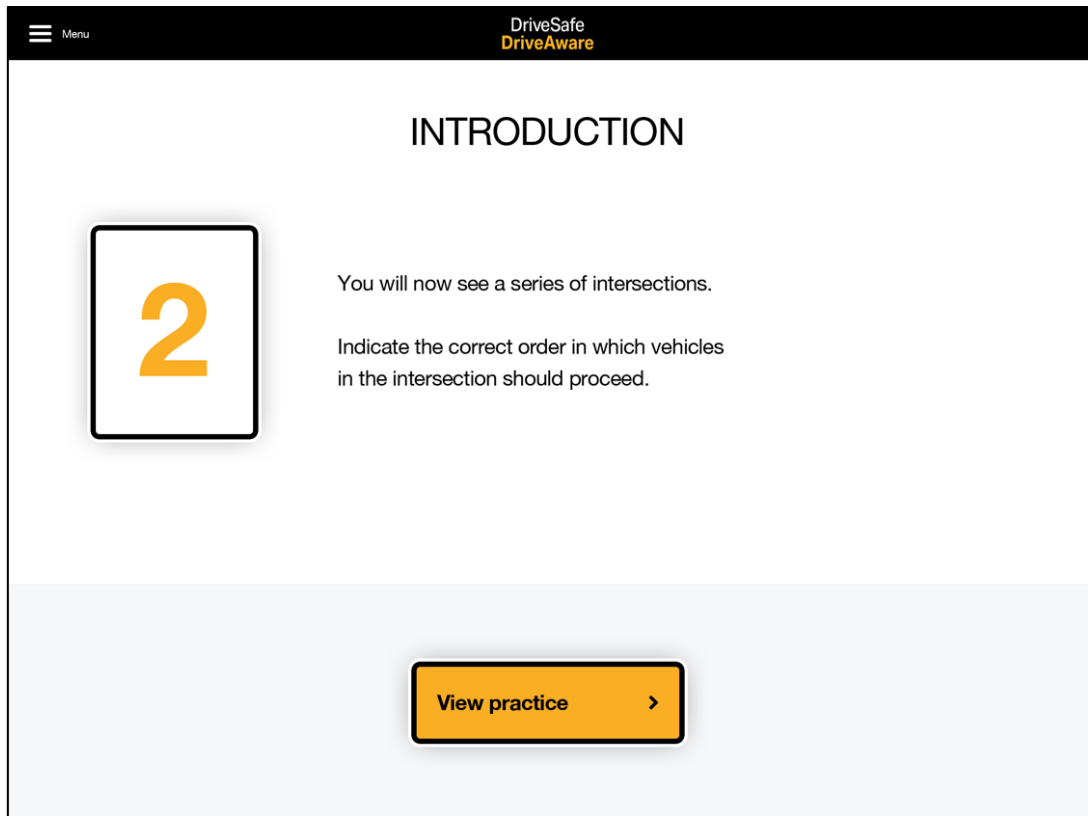 Menu
DriveSafe
DriveAware
INTRODUCTION
2
You will now see a series of intersections.
Indicate the correct order in which vehicles
in the intersection should proceed.
View practice